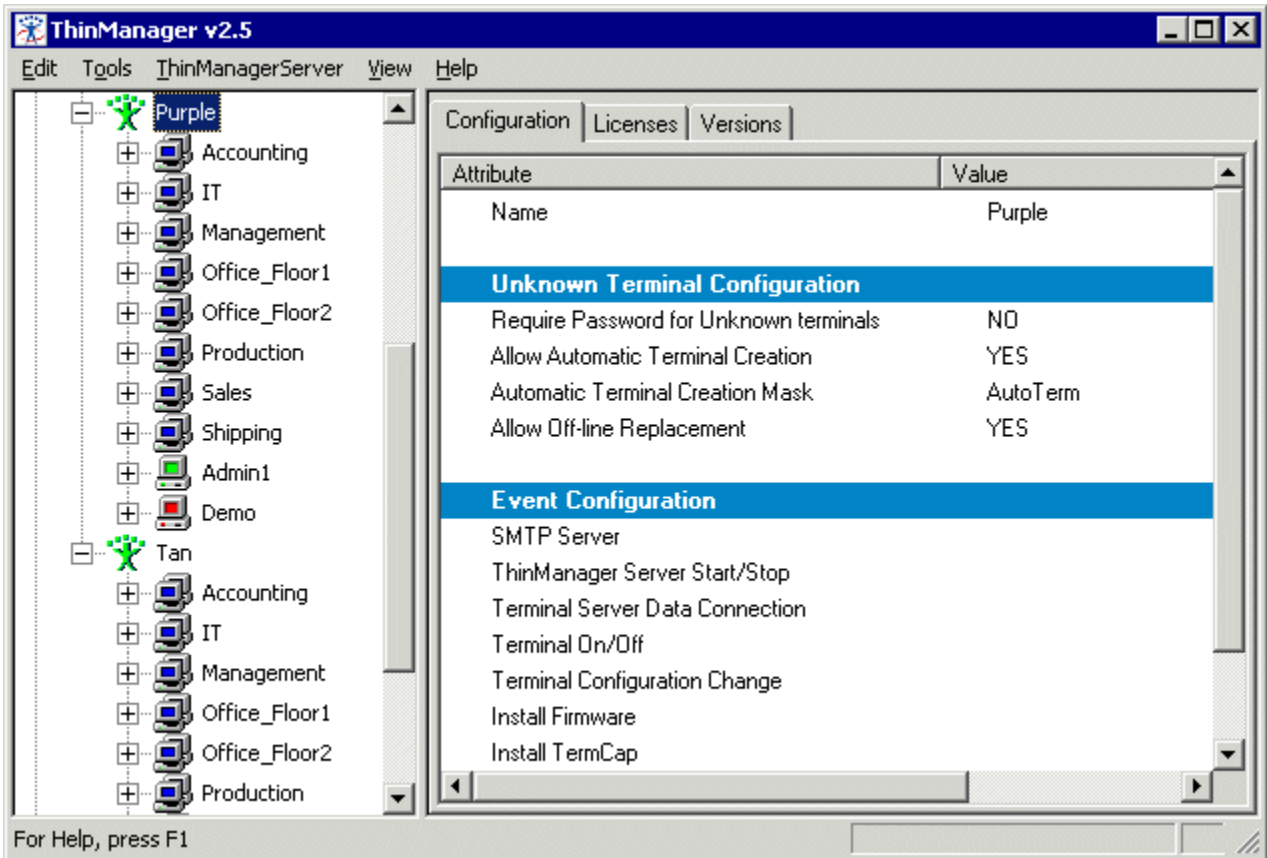 ThinManager v2.5
Edit Tools ThinManagerServer View Help
Purple
Accounting
IT
Management
Office_Floor1
Office_Floor2
Production
Sales
Shipping
Admin1
Demo
Tan
Accounting
IT
Management
Office_Floor1
Office_Floor2
Production
Configuration Licenses Versions
Attribute Value
Name Purple
Unknown Terminal Configuration
Require Password for Unknown terminals NO
Allow Automatic Terminal Creation YES
Automatic Terminal Creation Mask AutoTerm
Allow Off-line Replacement YES
Event Configuration
SMTP Server
ThinManager Server Start/Stop
Terminal Server Data Connection
Terminal On/Off
Terminal Configuration Change
Install Firmware
Install TermCap
For Help, press F1